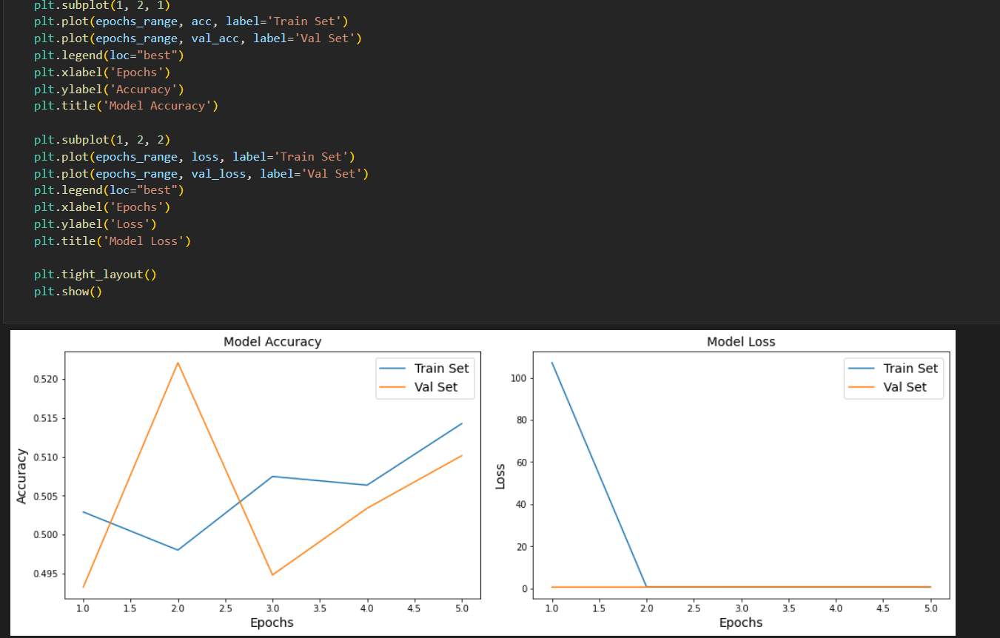 plt.subplot(1, 2, 1)
plt.plot(epochs_range, acc, label='Train Set')
plt.plot(epochs_range, val_acc, label='Val Set')
plt.legend(loc="best")
plt.xlabel('Epochs')
plt.ylabel('Accuracy')
plt.title('Model Accuracy')
plt.subplot(1, 2, 2)
plt.plot(epochs_range, loss, label='Train Set')
plt.plot(epochs_range, val_loss, label='Val Set')
plt.legend(loc="best")
plt.xlabel('Epochs')
plt.ylabel('Loss')
plt.title('Model Loss')
plt.tight_layout()
plt.show()
Model Accuracy
Train Set
Val Set
0.520
0.515
0.510
0.505
0.500
0.495
Accuracy
1.0 1.5 2.0 2.5 3.0 3.5 4.0 4.5 5.0
Epochs
Model Loss
Train Set
Val Set
100
80
60
40
20
0
Loss
1.0 1.5 2.0 2.5 3.0 3.5 4.0 4.5 5.0
Epochs